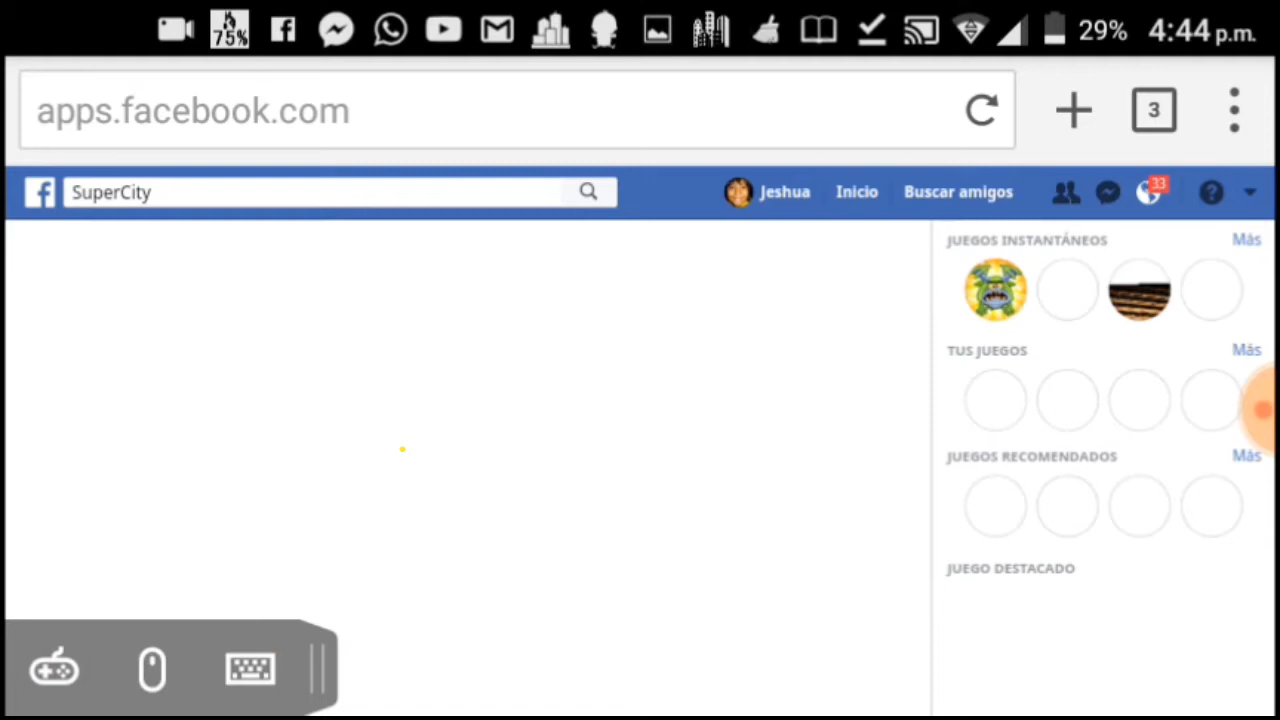 75% 29% 4:44 p.m.
apps.facebook.com 3
f SuperCity Jeshua Inicio Buscar amigos 33 ?
JUEGOS INSTANTÁNEOS Más
TUS JUEGOS Más
JUEGOS RECOMENDADOS Más
JUEGO DESTACADO